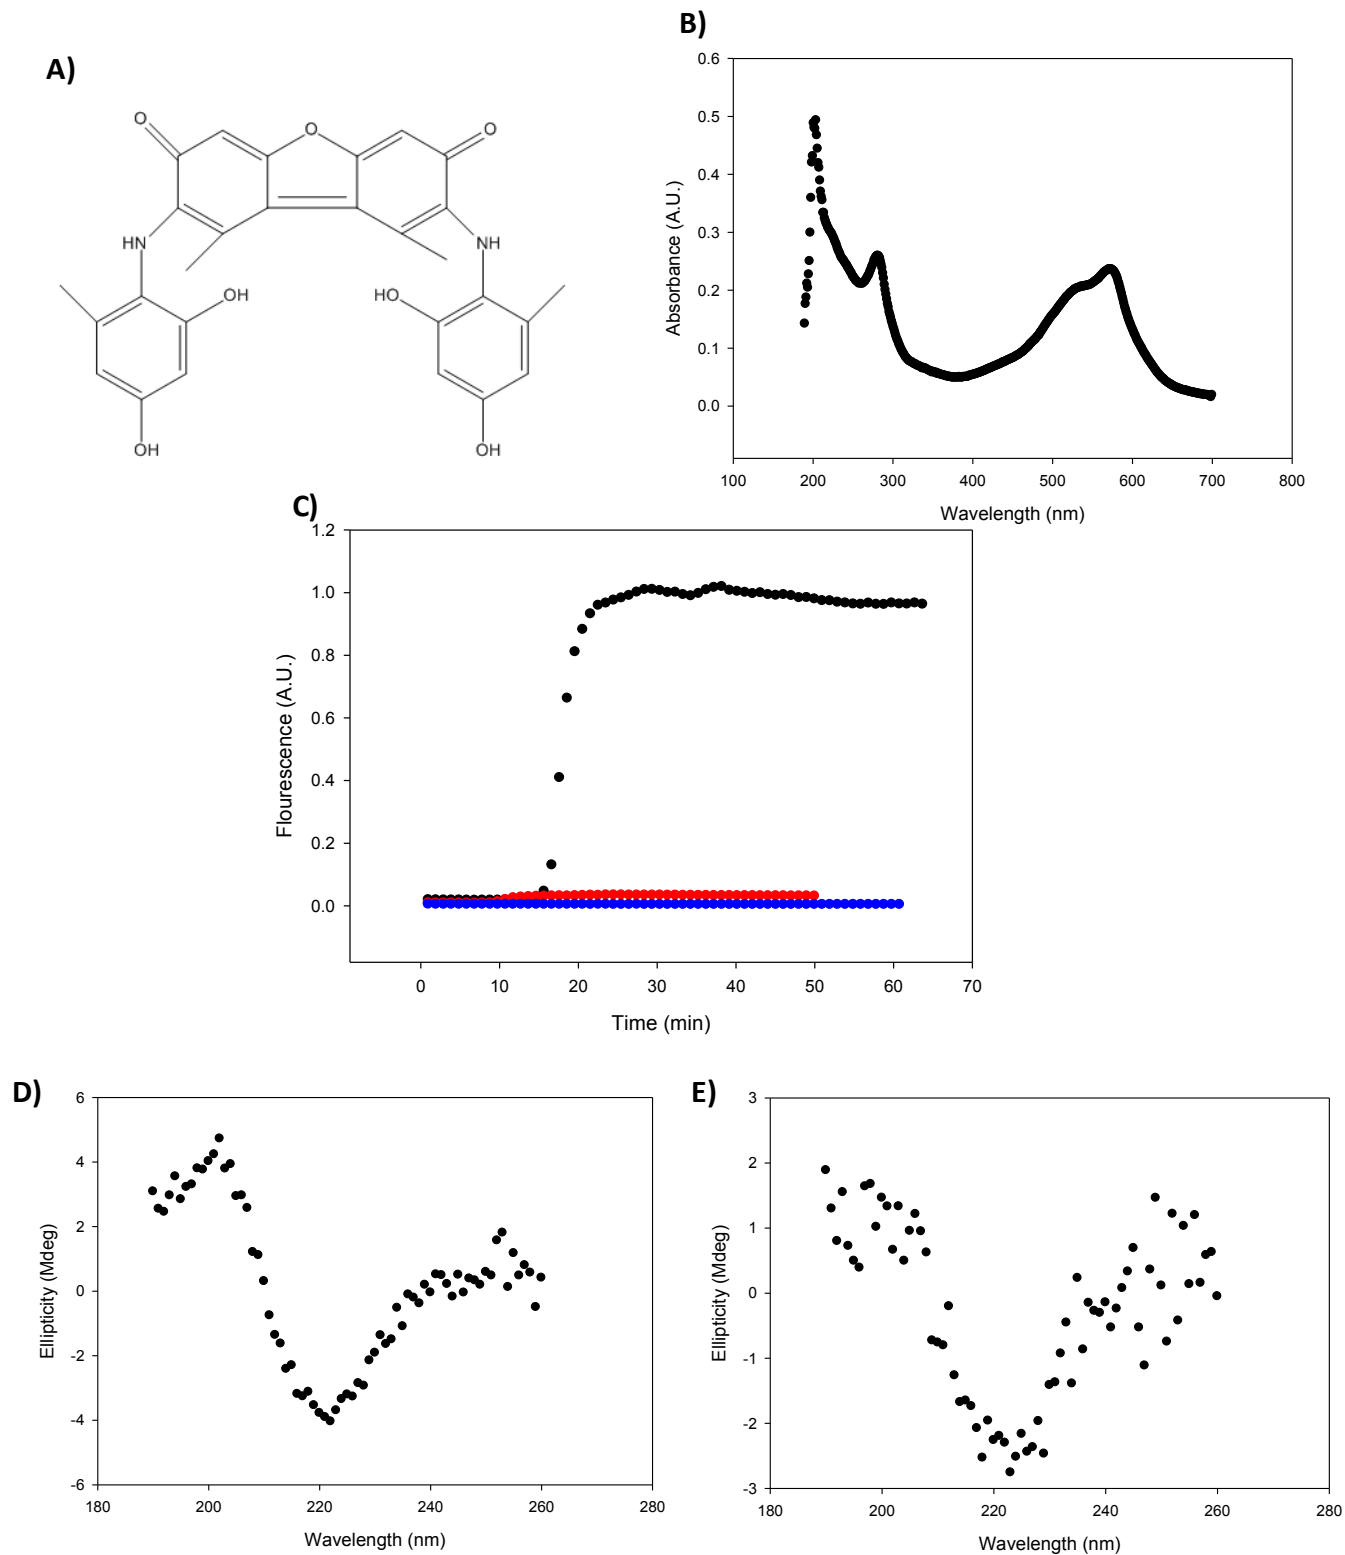 A)
O
O
O
HN
NH
OH
HO
OH
OH
B)
0.6
0.5
0.4
0.3
0.2
0.1
0.0
Absorbance (A.U.)
100 200 300 400 500 600 700 800
Wavelength (nm)
C)
1.2
1.0
0.8
0.6
0.4
0.2
0.0
Flourescence (A.U.)
0 10 20 30 40 50 60 70
Time (min)
D)
6
4
2
0
-2
-4
-6
Ellipticity (Mdeg)
180 200 220 240 260 280
Wavelength (nm)
E)
3
2
1
0
-1
-2
-3
Ellipticity (Mdeg)
180 200 220 240 260 280
Wavelength (nm)